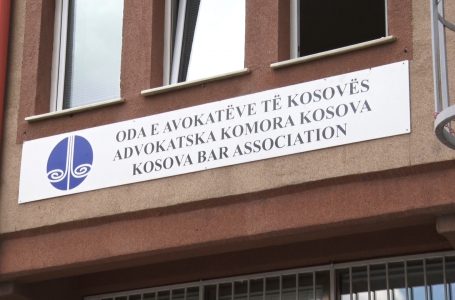 ODA E AVOKATËVE TË KOSOVËS
ADVOKATSKA KOMORA KOSOVA
KOSOVA BAR ASSOCIATION